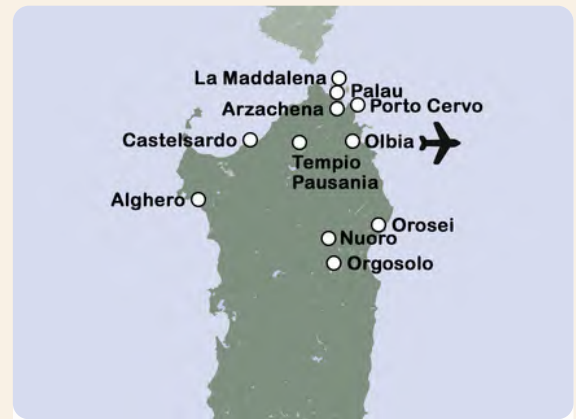 La Maddalena
Palau
Arzachena
Porto Cervo
Castelsardo
Olbia
Tempio
Pausania
Alghero
Orosei
Nuoro
Orgosolo